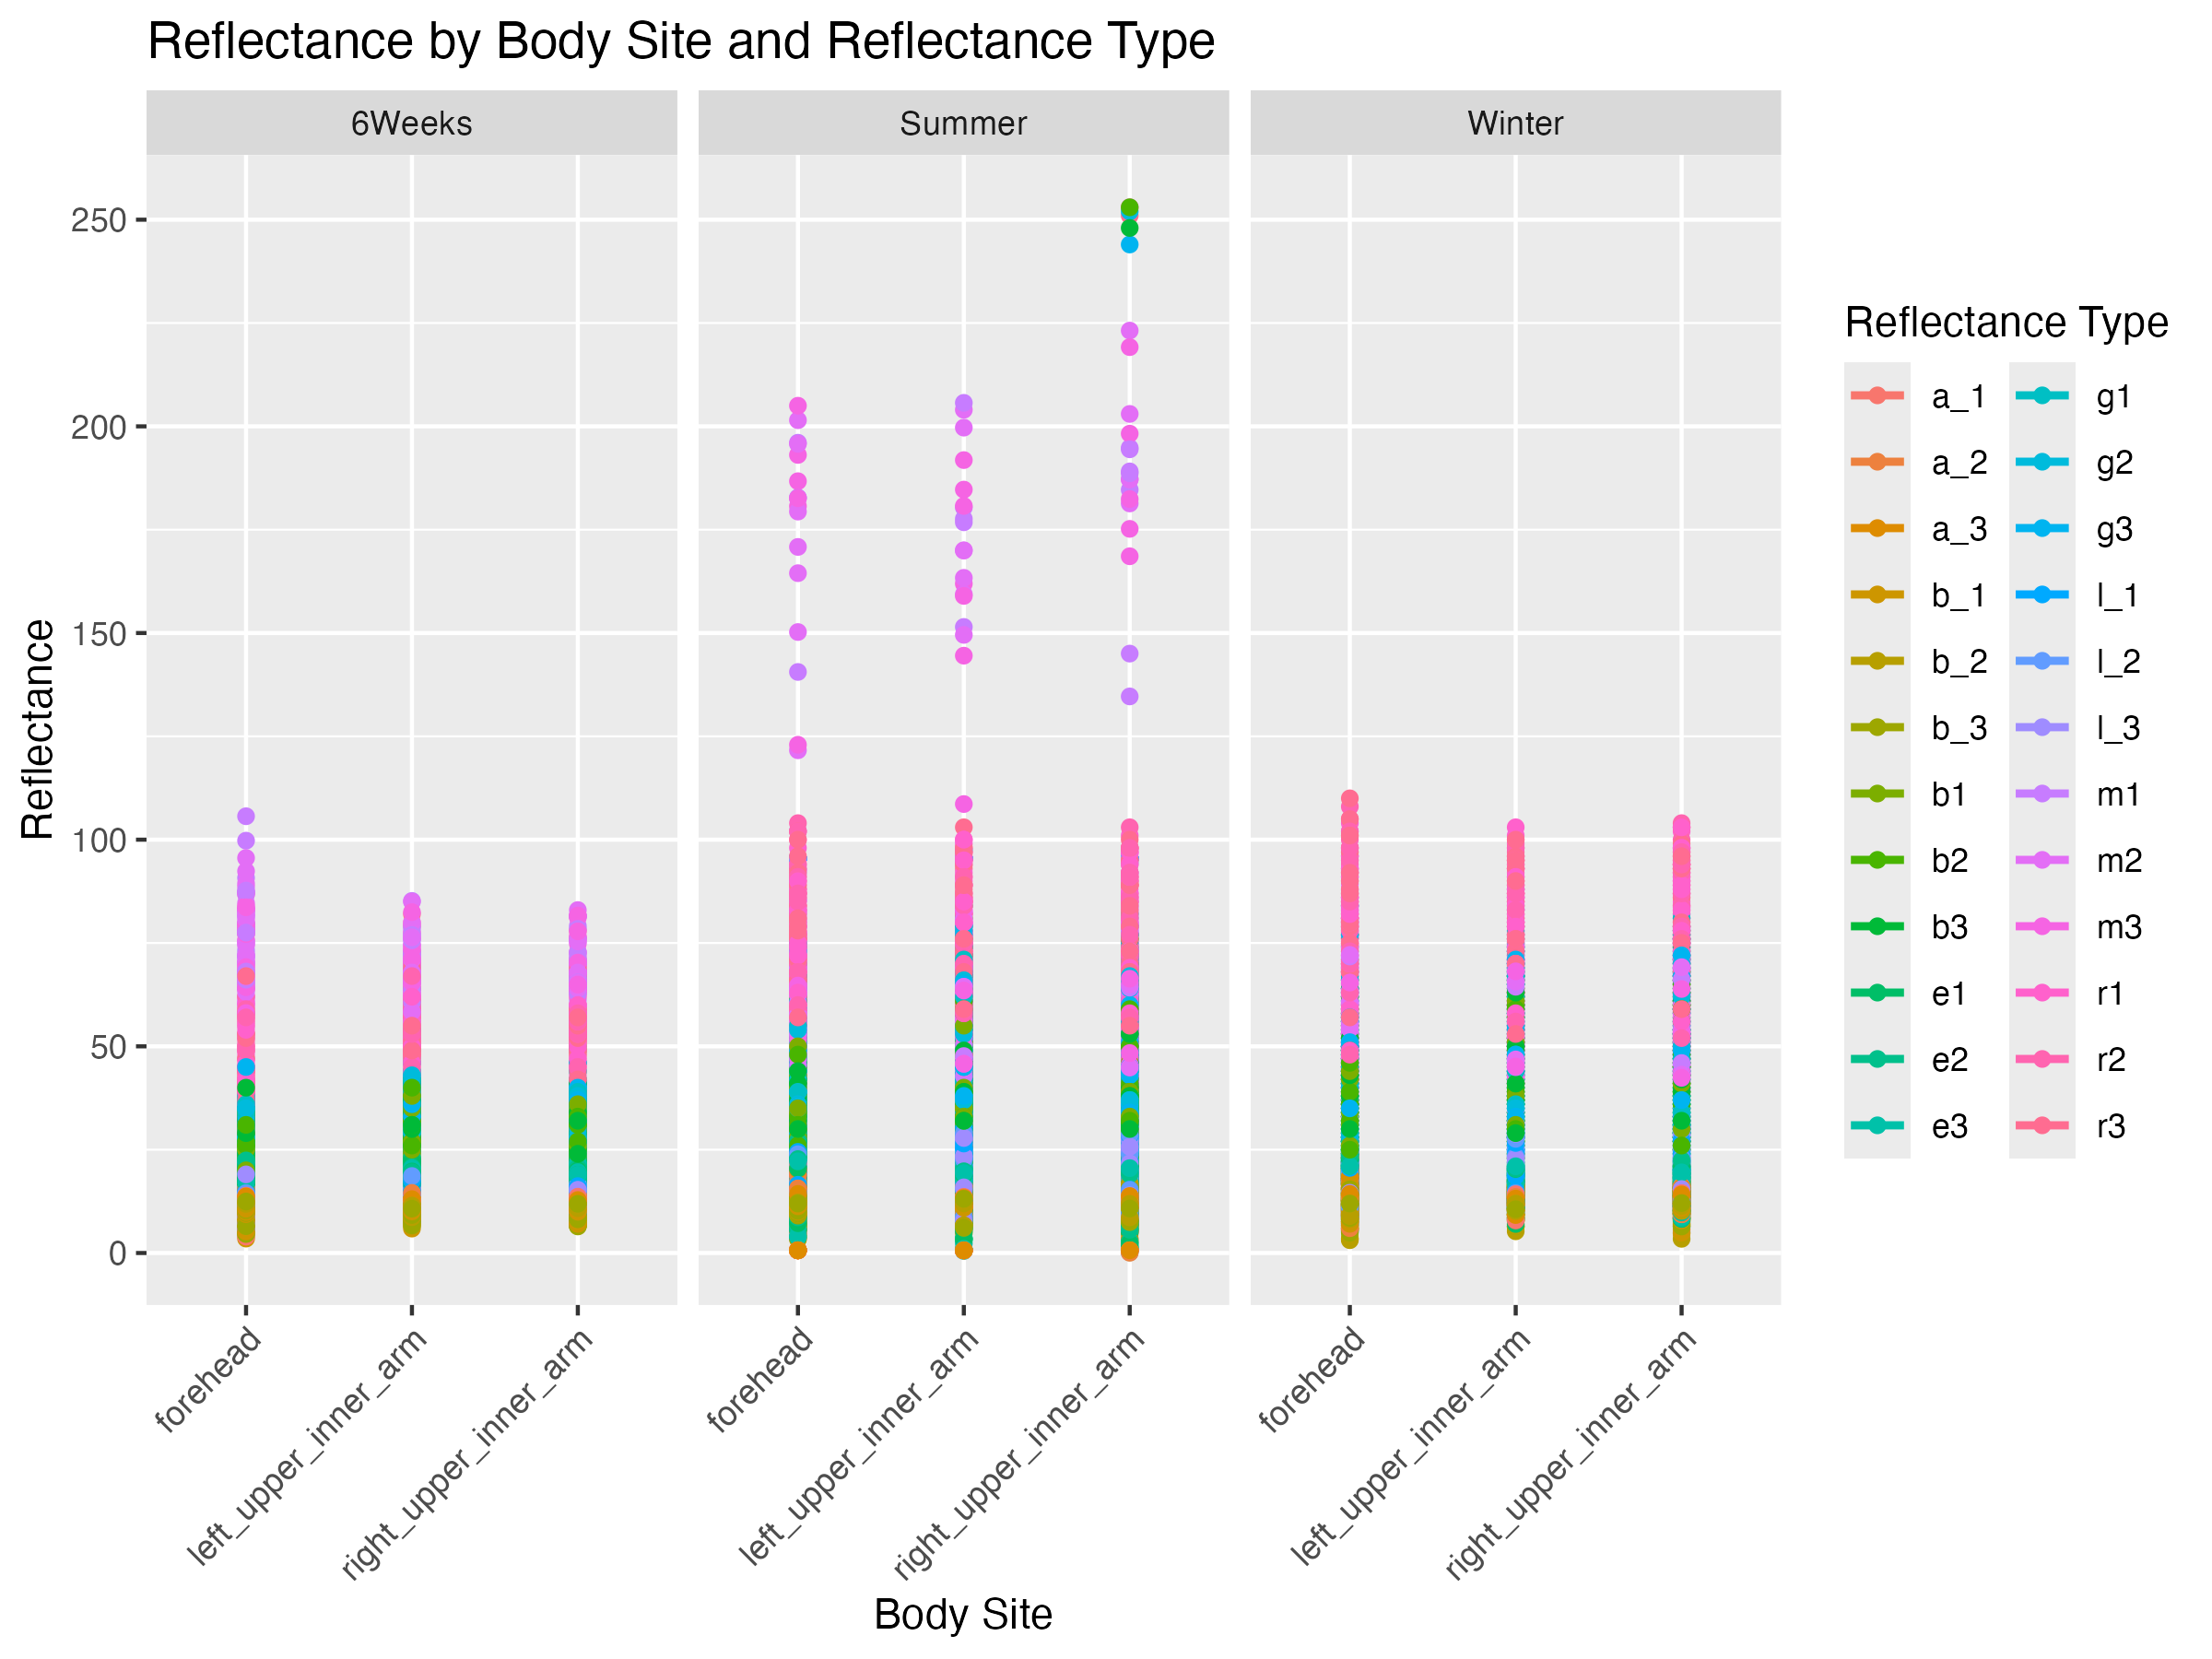 Reflectance by Body Site and Reflectance Type
6Weeks
Summer
Winter
Reflectance
250
200
150
100
50
0
forehead
left_upper_inner_arm
right_upper_inner_arm
forehead
left_upper_inner_arm
right_upper_inner_arm
forehead
left_upper_inner_arm
right_upper_inner_arm
Body Site
Reflectance Type
a_1
a_2
a_3
b_1
b_2
b_3
b1
b2
b3
e1
e2
e3
g1
g2
g3
l_1
l_2
l_3
m1
m2
m3
r1
r2
r3